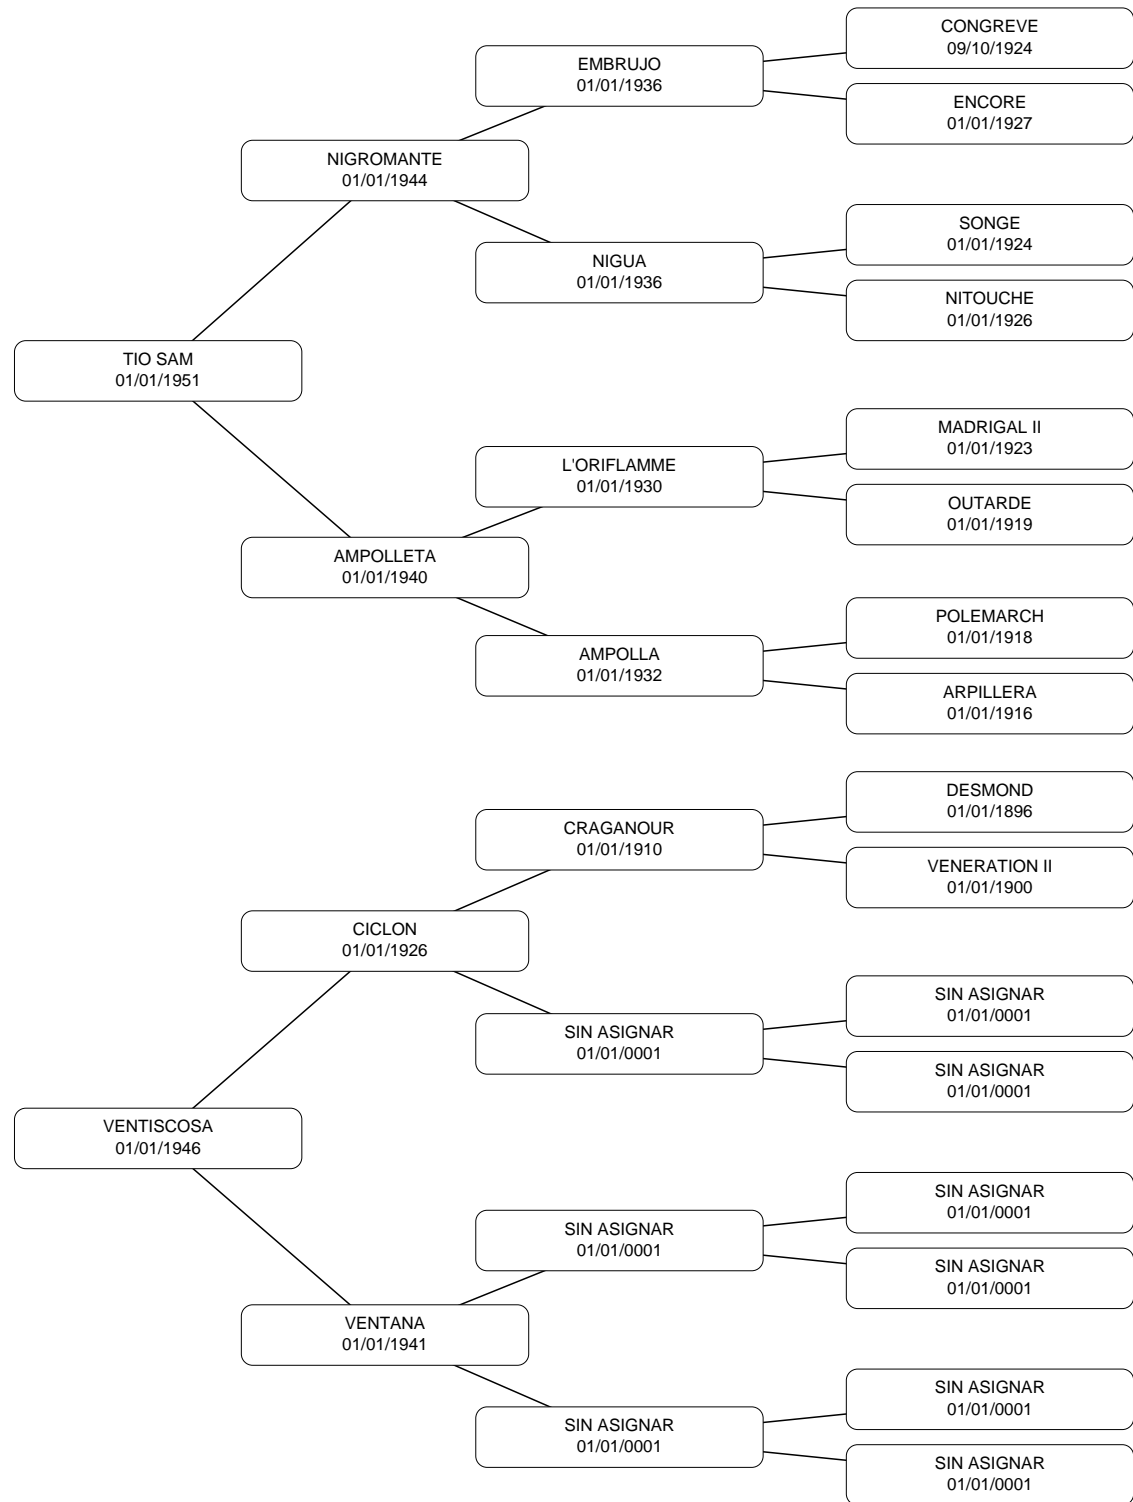 CONGREVE
09/10/1924
EMBRUJO
01/01/1936
ENCORE
01/01/1927
NIGROMANTE
01/01/1944
SONGE
01/01/1924
NIGUA
01/01/1936
NITOUCHE
01/01/1926
TIO SAM
01/01/1951
MADRIGAL II
01/01/1923
L'ORIFLAMME
01/01/1930
OUTARDE
01/01/1919
AMPOLLETA
01/01/1940
POLEMARCH
01/01/1918
AMPOLLA
01/01/1932
ARPILLERA
01/01/1916
DESMOND
01/01/1896
CRAGANOUR
01/01/1910
VENERATION II
01/01/1900
CICLON
01/01/1926
SIN ASIGNAR
01/01/0001
SIN ASIGNAR
01/01/0001
SIN ASIGNAR
01/01/0001
VENTISCOSA
01/01/1946
SIN ASIGNAR
01/01/0001
SIN ASIGNAR
01/01/0001
SIN ASIGNAR
01/01/0001
VENTANA
01/01/1941
SIN ASIGNAR
01/01/0001
SIN ASIGNAR
01/01/0001
SIN ASIGNAR
01/01/0001